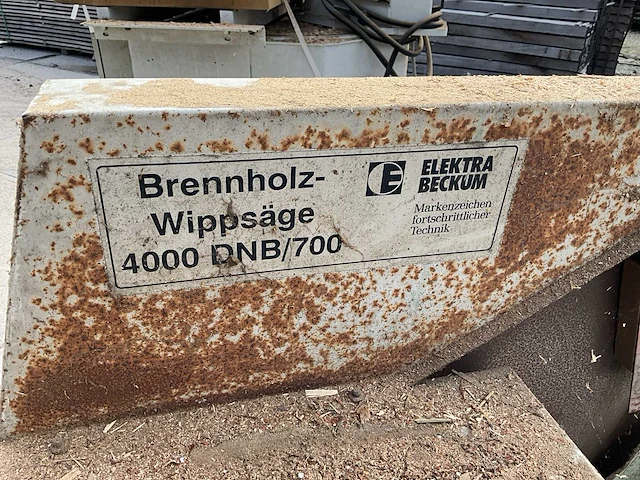 Brennholz-
Wippsäge
4000 DNB/700
E ELEKTRA
BECKUM
Markenzeichen
fortschrittlicher
Technik